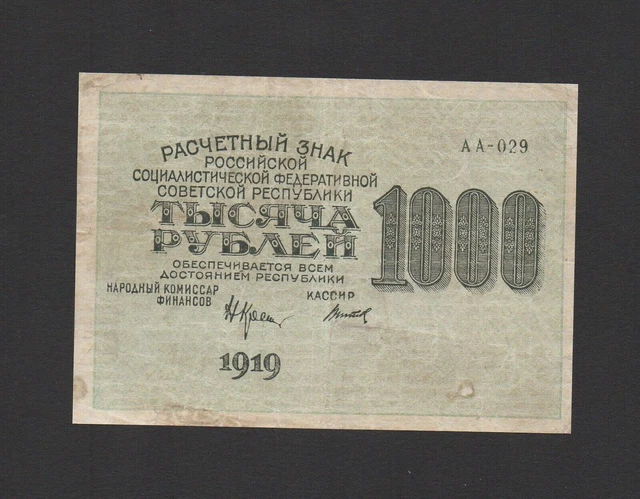 РАСЧЕТНЫЙ ЗНАК
РОССИЙСКОЙ
СОЦИАЛИСТИЧЕСКОЙ ФЕДЕРАТИВНОЙ
СОВЕТСКОЙ РЕСПУБЛИКИ
ТЫСЯЧА
РУБЛЕЙ
АА-029
1000
ОБЕСПЕЧИВАЕТСЯ ВСЕМ
ДОСТОЯНИЕМ РЕСПУБЛИКИ
НАРОДНЫЙ КОМИССАР
ФИНАНСОВ
КАССИР
1919